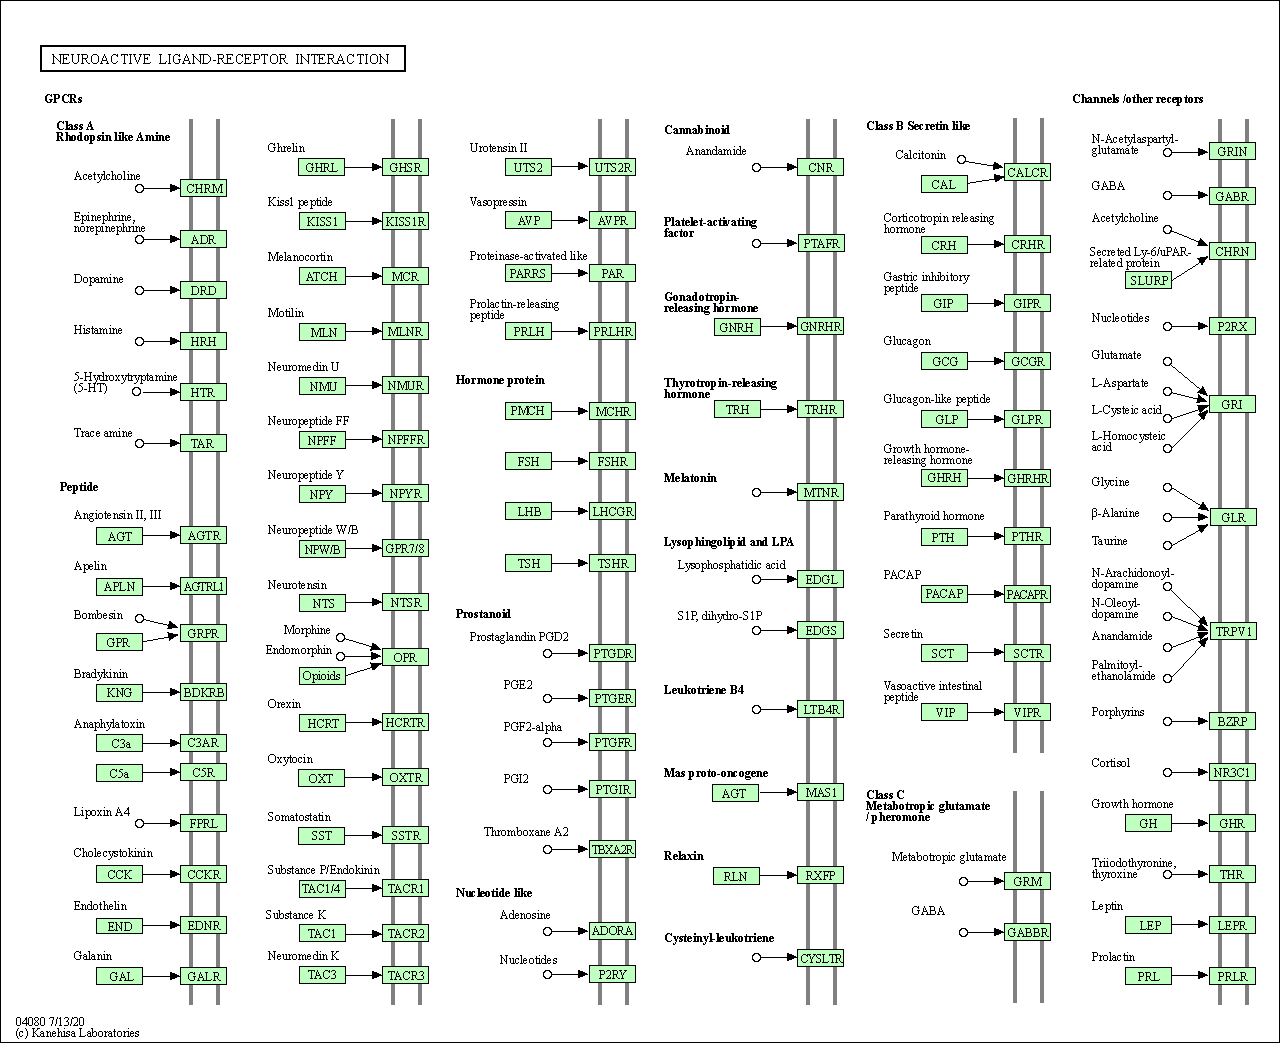 NEUROACTIVE LIGAND-RECEPTOR INTERACTION
GPCRs
Class A
Rhodopsin like Amine
Acetylcholine
CHRM
Epinephrine,
norepinephrine
ADR
Dopamine
DRD
Histamine
HRH
5-Hydroxytryptamine
(5-HT)
HTR
Trace amine
TAR
Peptide
Angiotensin II, III
AGT
AGTR
Apelin
APLN
AGTRL1
Bombesin
GPR
GRPR
Bradykinin
KNG
BDKRB
Anaphylatoxin
C3a
C3AR
C5a
C5R
Lipoxin A4
FPRL
Cholecystokinin
CCK
CCKR
Endothelin
END
EDNR
Galanin
GAL
GALR
Ghrelin
GHRL
GHSR
Kiss1 peptide
KISS1
KISS1R
Melanocortin
ATCH
MCR
Motilin
MLN
MLNR
Neuromedin U
NMU
NMUR
Neuropeptide FF
NPFF
NPFFR
Neuropeptide Y
NPY
NPYR
Neuropeptide W/B
NPW/B
GPR7/8
Neurotensin
NTS
NTSR
Morphine
Endomorphin
Opioids
OPR
Orexin
HCRT
HCRTR
Oxytocin
OXT
OXTR
Somatostatin
SST
SSTR
Substance P/Endokinin
TAC1/4
TACR1
Substance K
TAC1
TACR2
Neuromedin K
TAC3
TACR3
Urotensin II
UTS2
UTS2R
Vasopressin
AVP
AVPR
Proteinase-activated like
PARRS
PAR
Prolactin-releasing
peptide
PRLH
PRLHR
Hormone protein
PMCH
MCHR
FSH
FSHR
LHB
LHCGR
TSH
TSHR
Prostanoid
Prostaglandin PGD2
PTGDR
PGE2
PTGER
PGF2-alpha
PTGFR
PGI2
PTGIR
Thromboxane A2
TBXA2R
Nucleotide like
Adenosine
ADORA
Nucleotides
P2RY
Cannabinoid
Anandamide
CNR
Platelet-activating
factor
PTAFR
Gonadotropin-
releasing hormone
GNRH
GNRHR
Thyrotropin-releasing
hormone
TRH
TRHR
Melatonin
MTNR
Lysophingolipid and LPA
Lysophosphatidic acid
EDGL
S1P, dihydro-S1P
EDGS
Leukotriene B4
LTB4R
Mas proto-oncogene
AGT
MAS1
Relaxin
RLN
RXFP
Cysteinyl-leukotriene
CYSLTR
Class B Secretin like
Calcitonin
CAL
CALCR
Corticotropin releasing
hormone
CRH
CRHR
Gastric inhibitory
peptide
GIP
GIPR
Glucagon
GCG
GCGR
Glucagon-like peptide
GLP
GLPR
Growth hormone-
releasing hormone
GHRH
GHRHR
Parathyroid hormone
PTH
PTHR
PACAP
PACAP
PACAPR
Secretin
SCT
SCTR
Vasoactive intestinal
peptide
VIP
VIPR
Class C
Metabotropic glutamate
/ pheromone
Metabotropic glutamate
GRM
GABA
GABBR
Channels /other receptors
N-Acetylaspartyl-
glutamate
GRIN
GABA
GABR
Acetylcholine
CHRN
Secreted Ly-6/uPAR-
related protein
SLURP
Nucleotides
P2RX
Glutamate
L-Aspartate
GRI
L-Cysteic acid
L-Homocysteic
acid
Glycine
β-Alanine
GLR
Taurine
N-Arachidonoyl-
dopamine
N-Oleoyl-
dopamine
TRPV1
Anandamide
Palmitoyl-
ethanolamide
Porphyrins
BZRP
Cortisol
NR3C1
Growth hormone
GH
GHR
Triiodothyronine,
thyroxine
THR
Leptin
LEP
LEPR
Prolactin
PRL
PRLR
04080 7/13/20
(c) Kanehisa Laboratories